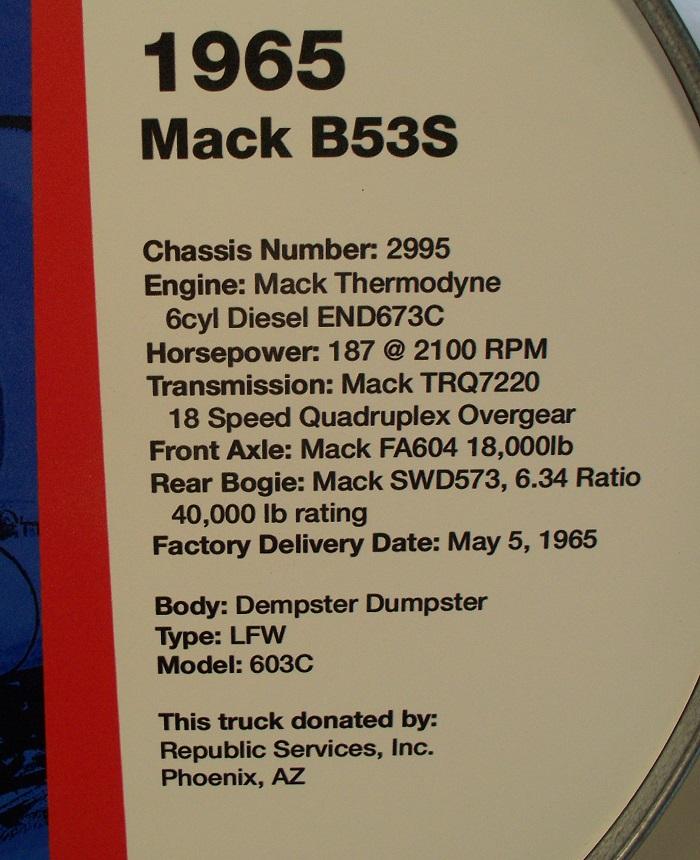 1965
Mack B53S
Chassis Number: 2995
Engine: Mack Thermodyne
6cyl Diesel END673C
Horsepower: 187 @ 2100 RPM
Transmission: Mack TRQ7220
18 Speed Quadruplex Overgear
Front Axle: Mack FA604 18,000lb
Rear Bogie: Mack SWD573, 6.34 Ratio
40,000 lb rating
Factory Delivery Date: May 5, 1965
Body: Dempster Dumpster
Type: LFW
Model: 603C
This truck donated by:
Republic Services, Inc.
Phoenix, AZ